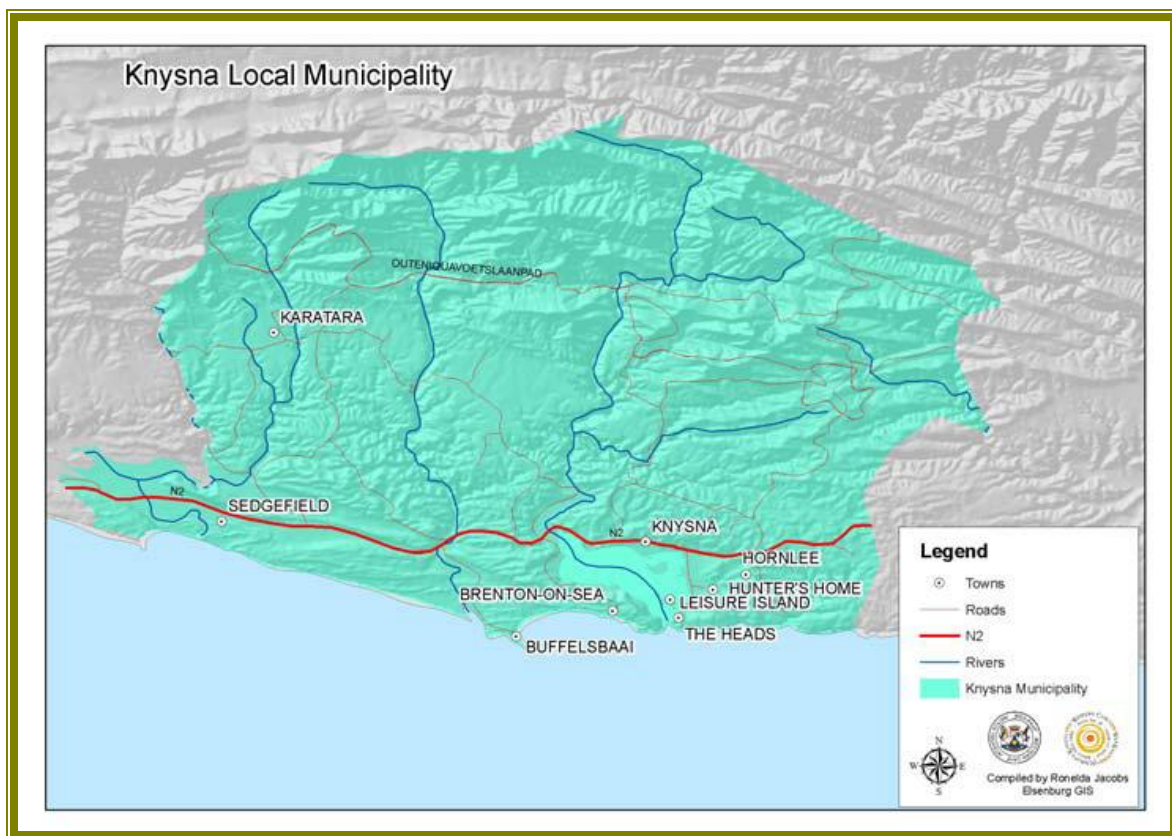 Knysna Local Municipality
OUTENIQUAVOETSLAANPAD
KARATARA
N2
SEDGEFIELD
N2
KNYSNA
HORNLEE
HUNTER'S HOME
BRENTON-ON-SEA
LEISURE ISLAND
THE HEADS
BUFFELSBAAI
Legend
Towns
Roads
N2
Rivers
Knysna Municipality
N
W
E
S
Compiled by Ronelda Jacobs
Elsenburg GIS